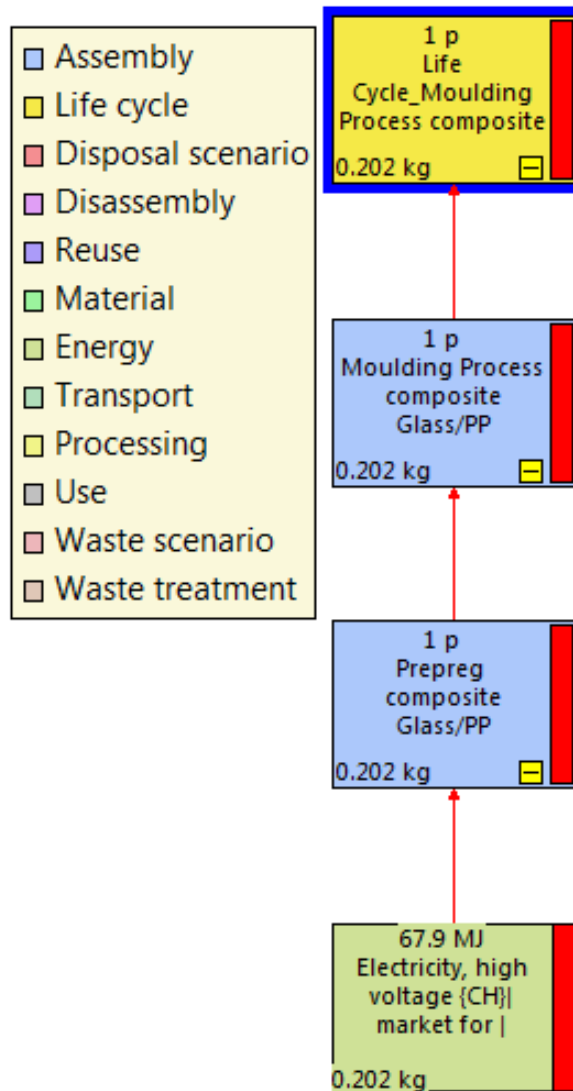 Assembly
Life cycle
Disposal scenario
Disassembly
Reuse
Material
Energy
Transport
Processing
Use
Waste scenario
Waste treatment
1 p
Life
Cycle_Moulding
Process composite
0.202 kg
1 p
Moulding Process
composite
Glass/PP
0.202 kg
1 p
Prepreg
composite
Glass/PP
0.202 kg
67.9 MJ
Electricity, high
voltage {CH}|
market for |
0.202 kg